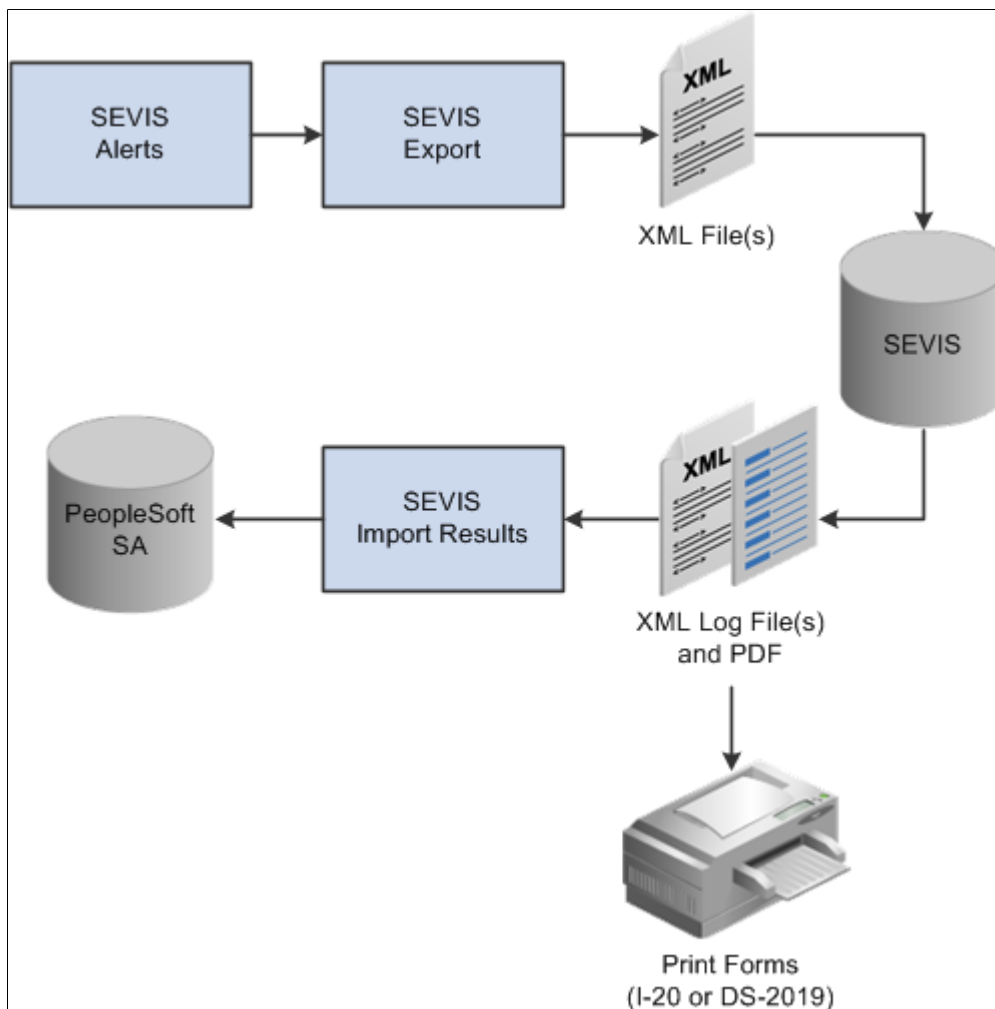 SEVIS
Alerts
SEVIS
Export
XML
XML File(s)
SEVIS
PeopleSoft
SA
SEVIS
Import Results
XML
XML Log File(s)
and PDF
Print Forms
(I-20 or DS-2019)